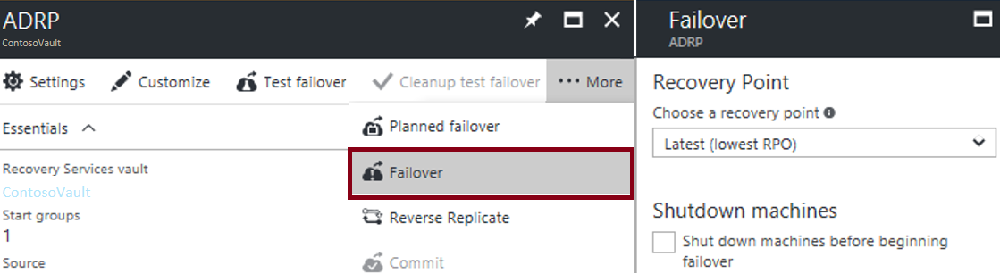 ADRP
ContosoVault
Settings
Customize
Test failover
Cleanup test failover
••• More
Planned failover
Failover
Reverse Replicate
Commit
Essentials
Recovery Services vault
ContosoVault
Start groups
1
Source
Failover
ADRP
Recovery Point
Choose a recovery point
Latest (lowest RPO)
Shutdown machines
Shut down machines before beginning
failover